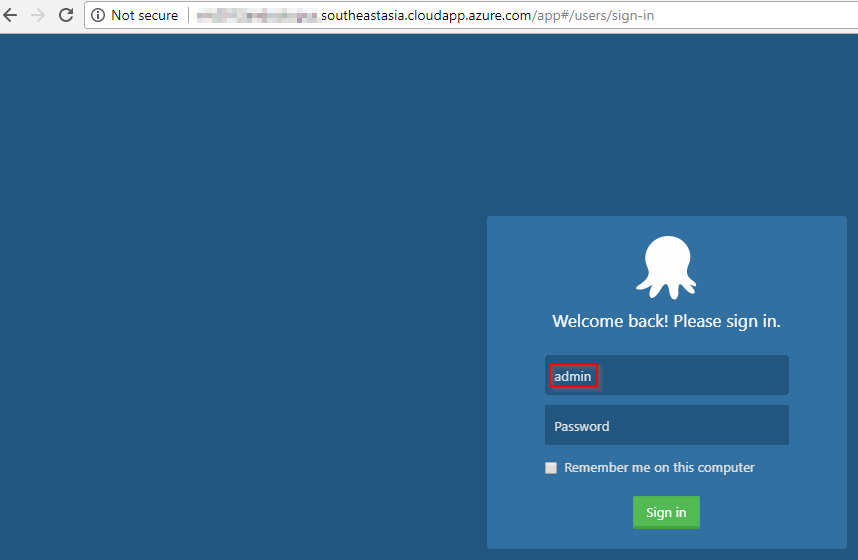 Not secure southeastasia.cloudapp.azure.com/app#/users/sign-in
Welcome back! Please sign in.
admin
Password
Remember me on this computer
Sign in